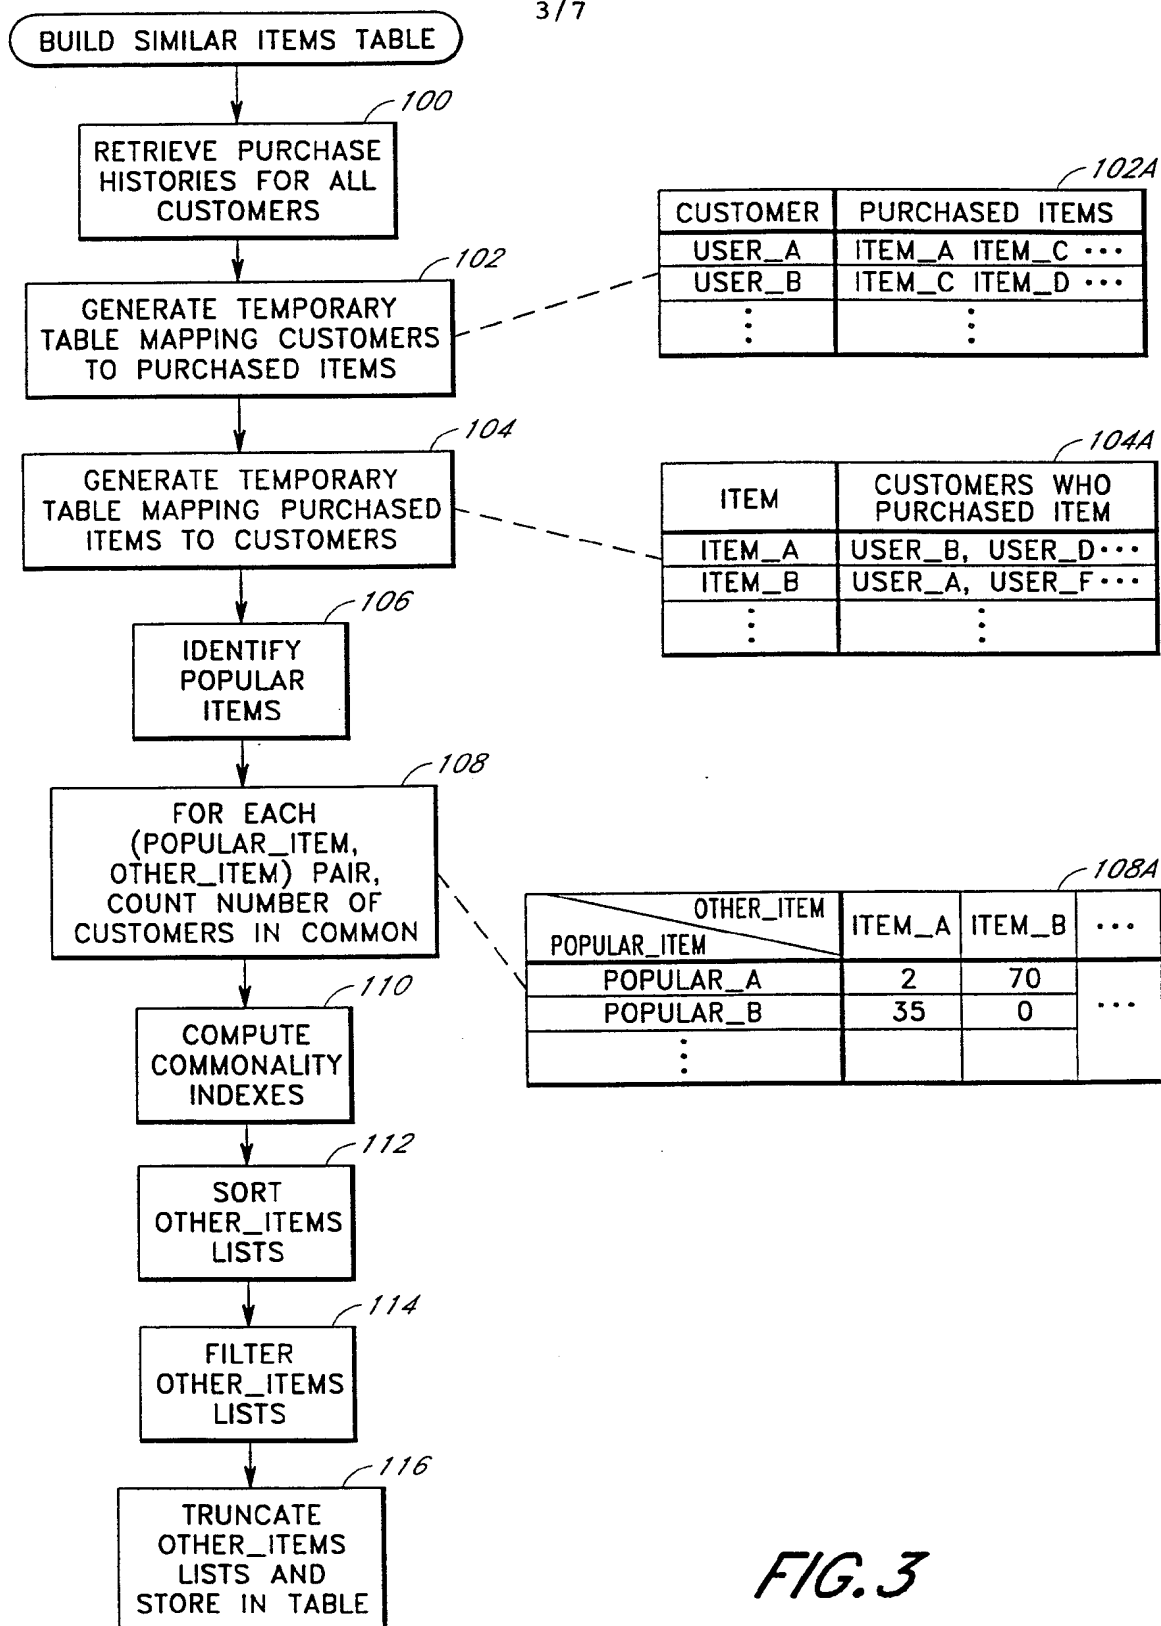 3/7
BUILD SIMILAR ITEMS TABLE
100
RETRIEVE PURCHASE
HISTORIES FOR ALL
CUSTOMERS
102
GENERATE TEMPORARY
TABLE MAPPING CUSTOMERS
TO PURCHASED ITEMS
102A
CUSTOMER PURCHASED ITEMS
USER_A ITEM_A ITEM_C ···
USER_B ITEM_C ITEM_D ···
104
GENERATE TEMPORARY
TABLE MAPPING PURCHASED
ITEMS TO CUSTOMERS
104A
ITEM CUSTOMERS WHO
PURCHASED ITEM
ITEM_A USER_B, USER_D···
ITEM_B USER_A, USER_F···
106
IDENTIFY
POPULAR
ITEMS
108
FOR EACH
(POPULAR_ITEM,
OTHER_ITEM) PAIR,
COUNT NUMBER OF
CUSTOMERS IN COMMON
108A
OTHER_ITEM ITEM_A ITEM_B ···
POPULAR_ITEM
POPULAR_A 2 70
POPULAR_B 35 0 ···
110
COMPUTE
COMMONALITY
INDEXES
112
SORT
OTHER_ITEMS
LISTS
114
FILTER
OTHER_ITEMS
LISTS
116
TRUNCATE
OTHER_ITEMS
LISTS AND
STORE IN TABLE
FIG. 3